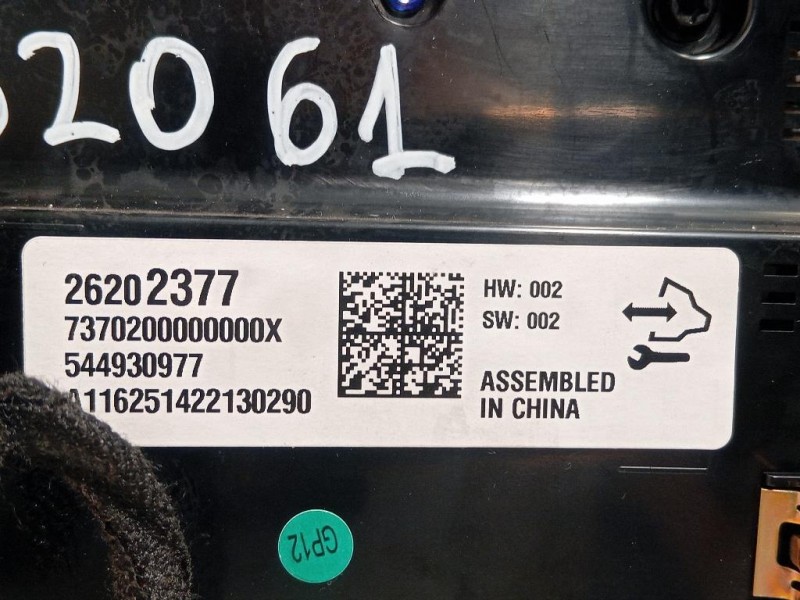 2061
26202377
7370200000000X
544930977
A116251422130290
HW: 002
SW: 002
ASSEMBLED
IN CHINA
GP12